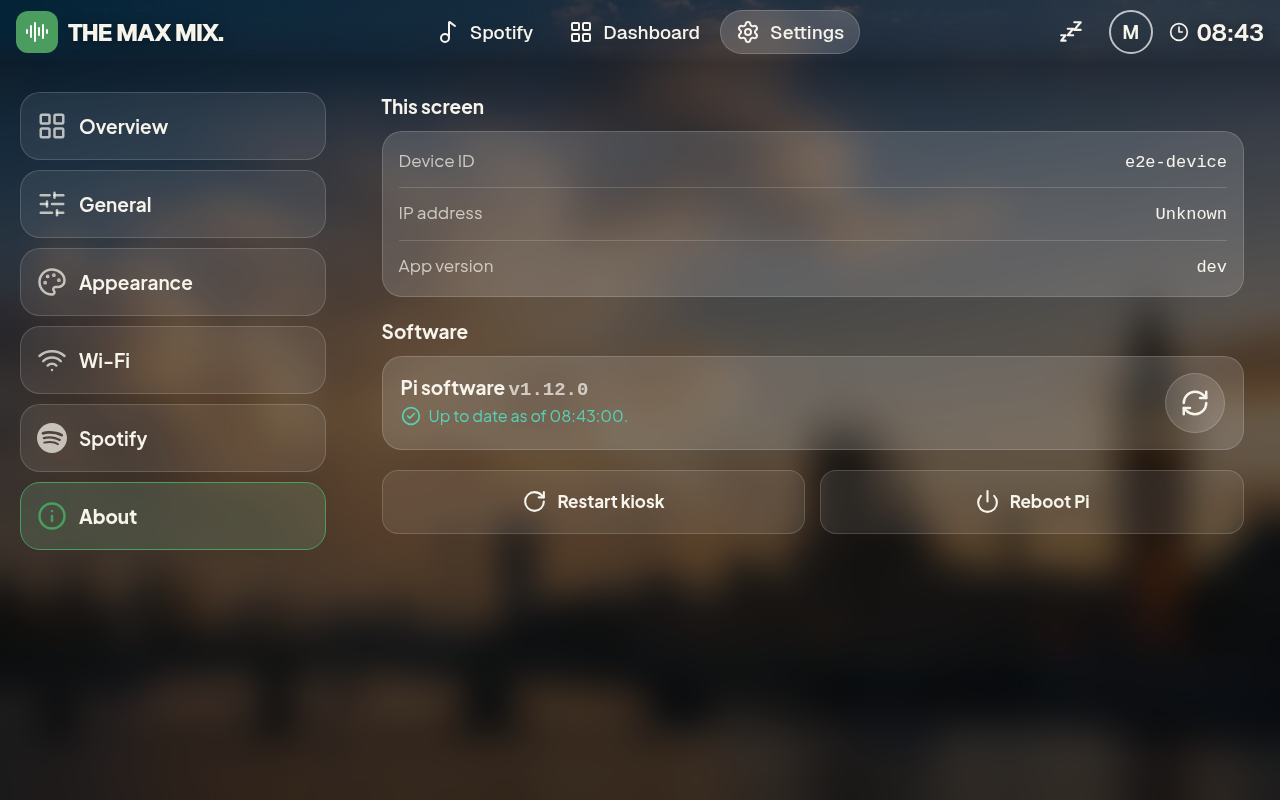 THE MAX MIX.
Spotify
Dashboard
Settings
zzZ
M
08:43
Overview
General
Appearance
Wi-Fi
Spotify
About
This screen
Device ID
e2e-device
IP address
Unknown
App version
dev
Software
Pi software v1.12.0
Up to date as of 08:43:00.
Restart kiosk
Reboot Pi